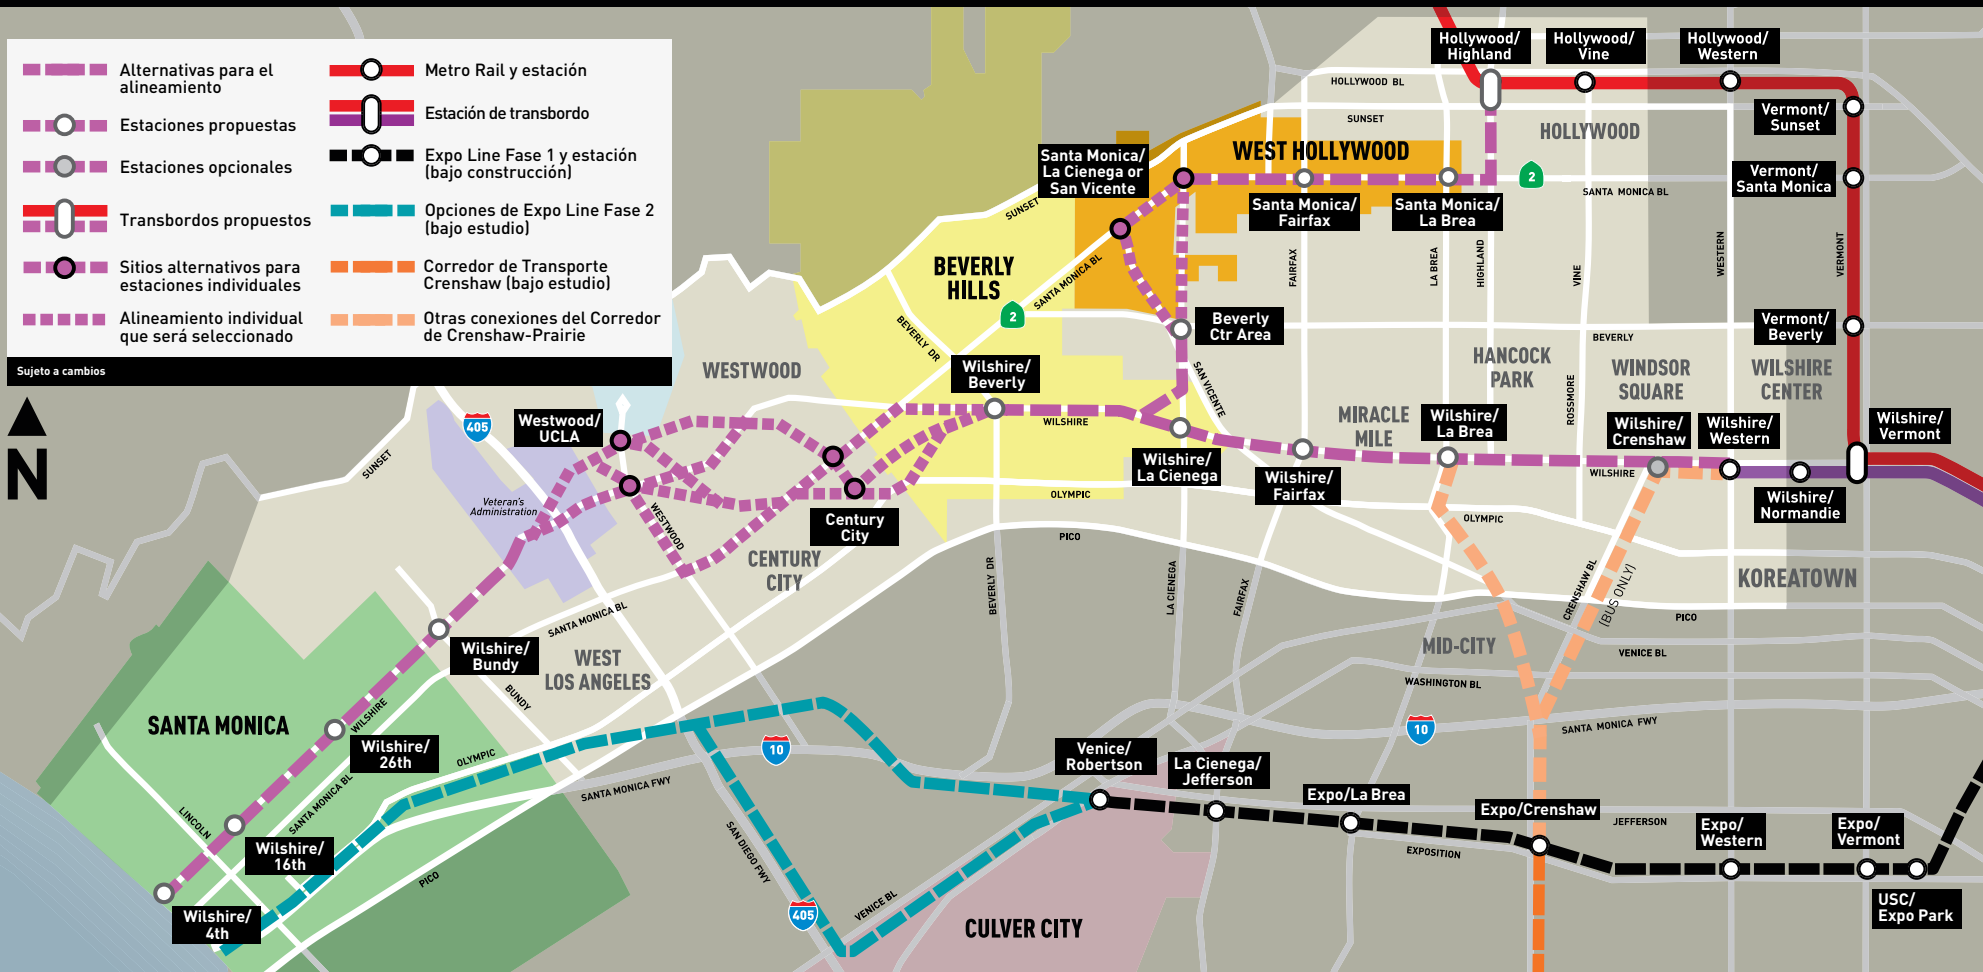 Alternativas para el
alineamiento
Estaciones propuestas
Estaciones opcionales
Transbordos propuestos
Sitios alternativos para
estaciones individuales
Alineamiento individual
que será seleccionado
Metro Rail y estación
Estación de transbordo
Expo Line Fase 1 y estación
(bajo construcción)
Opciones de Expo Line Fase 2
(bajo estudio)
Corredor de Transporte
Crenshaw (bajo estudio)
Otras conexiones del Corredor
de Crenshaw-Prairie
Sujeto a cambios
N
Hollywood/
Highland
Hollywood/
Vine
Hollywood/
Western
HOLLYWOOD BL
SUNSET
HOLLYWOOD
Vermont/
Sunset
WEST HOLLYWOOD
Santa Monica/
La Cienega or
San Vicente
2
SANTA MONICA BL
Vermont/
Santa Monica
Santa Monica/
Fairfax
Santa Monica/
La Brea
SUNSET
BEVERLY
HILLS
SANTA MONICA BL
2
FAIRFAX
LA BREA
HIGHLAND
VINE
WESTERN
VERMONT
BEVERLY DR
Beverly
Ctr Area
Vermont/
Beverly
BEVERLY
WESTWOOD
Wilshire/
Beverly
SAN VICENTE
HANCOCK
PARK
WINDSOR
SQUARE
WILSHIRE
CENTER
ROSSMORE
405
Westwood/
UCLA
WILSHIRE
MIRACLE
MILE
Wilshire/
La Brea
Wilshire/
Crenshaw
Wilshire/
Western
Wilshire/
Vermont
SUNSET
Wilshire/
La Cienega
Wilshire/
Fairfax
WILSHIRE
Wilshire/
Normandie
Veteran's
Administration
WESTWOOD
Century
City
OLYMPIC
OLYMPIC
PICO
CENTURY
CITY
BEVERLY DR
LA CIENEGA
FAIRFAX
CRENSHAW BL
(BUS ONLY)
KOREATOWN
PICO
SANTA MONICA BL
Wilshire/
Bundy
WEST
LOS ANGELES
BUNDY
MID-CITY
VENICE BL
WASHINGTON BL
SANTA MONICA
WILSHIRE
Wilshire/
26th
OLYMPIC
10
10
SANTA MONICA FWY
Venice/
Robertson
La Cienega/
Jefferson
SANTA MONICA FWY
SANTA MONICA BL
LINCOLN
Expo/La Brea
Expo/Crenshaw
JEFFERSON
Expo/
Western
Expo/
Vermont
SAN DIEGO FWY
Wilshire/
16th
EXPOSITION
PICO
Wilshire/
4th
405
VENICE BL
CULVER CITY
USC/
Expo Park